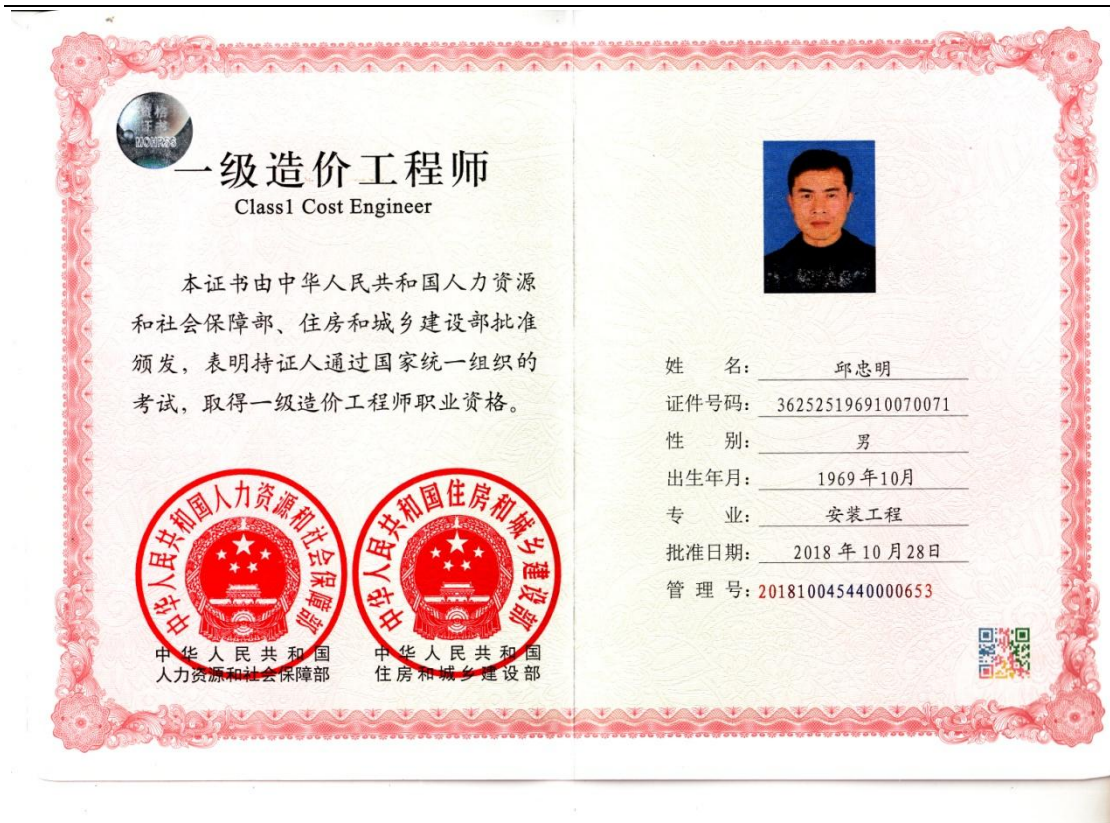 资格
证书
MOHRSS
一级造价工程师
Class1 Cost Engineer
本证书由中华人民共和国人力资源
和社会保障部、住房和城乡建设部批准
颁发，表明持证人通过国家统一组织的
考试，取得一级造价工程师职业资格。
中华人民共和国人力资源和社会保障部
中华人民共和国住房和城乡建设部
中华人民共和国
人力资源和社会保障部
中华人民共和国
住房和城乡建设部
姓 名：邱忠明
证件号码：362525196910070071
性 别：男
出生年月：1969年10月
专 业：安装工程
批准日期：2018年10月28日
管 理 号：201810045440000653